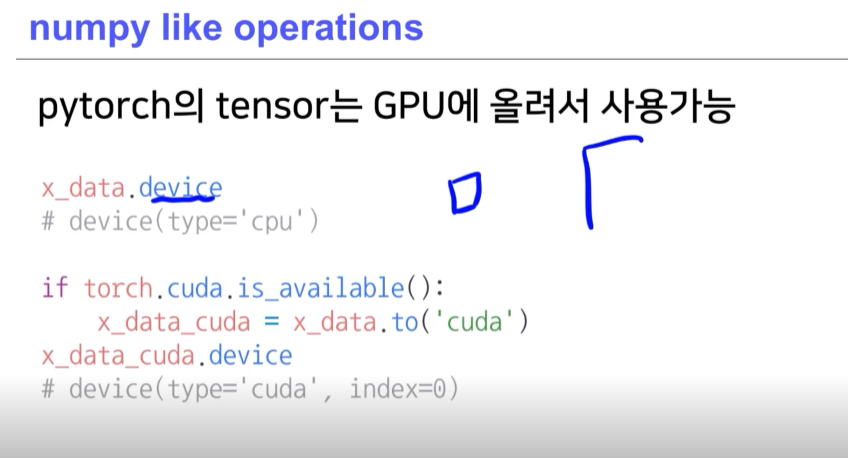 numpy like operations
pytorch의 tensor는 GPU에 올려서 사용가능
x_data.device
# device(type='cpu')
if torch.cuda.is_available():
    x_data_cuda = x_data.to('cuda')
x_data_cuda.device
# device(type='cuda', index=0)